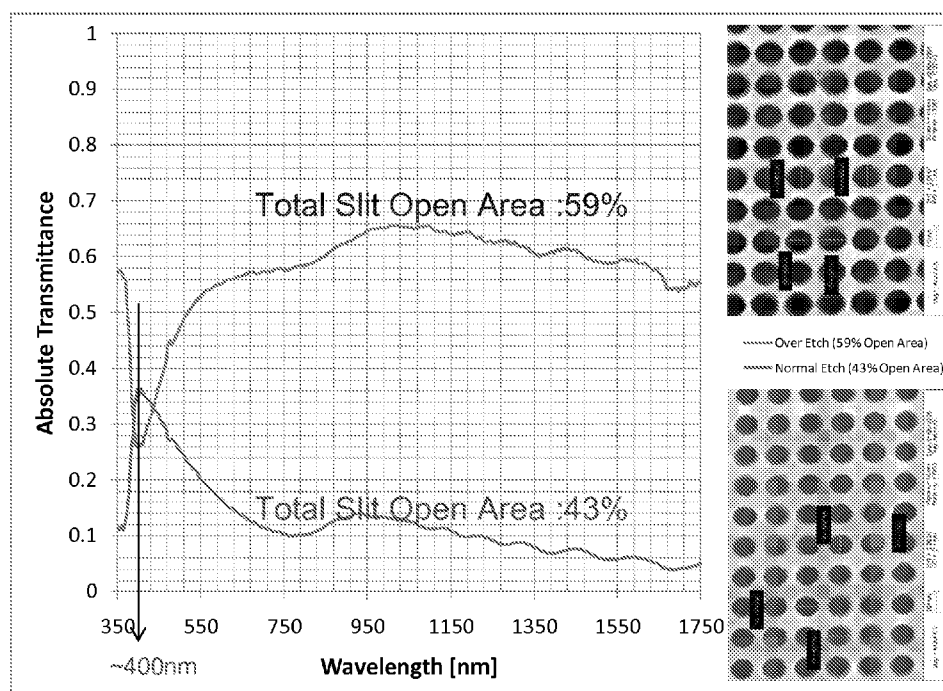 1
0.9
0.8
0.7
0.6
0.5
0.4
0.3
0.2
0.1
0
Absolute Transmittance
Total Slit Open Area :59%
Total Slit Open Area :43%
350 550 750 950 1150 1350 1550 1750
~400nm
Wavelength [nm]
Over Etch (59% Open Area)
Normal Etch (43% Open Area)